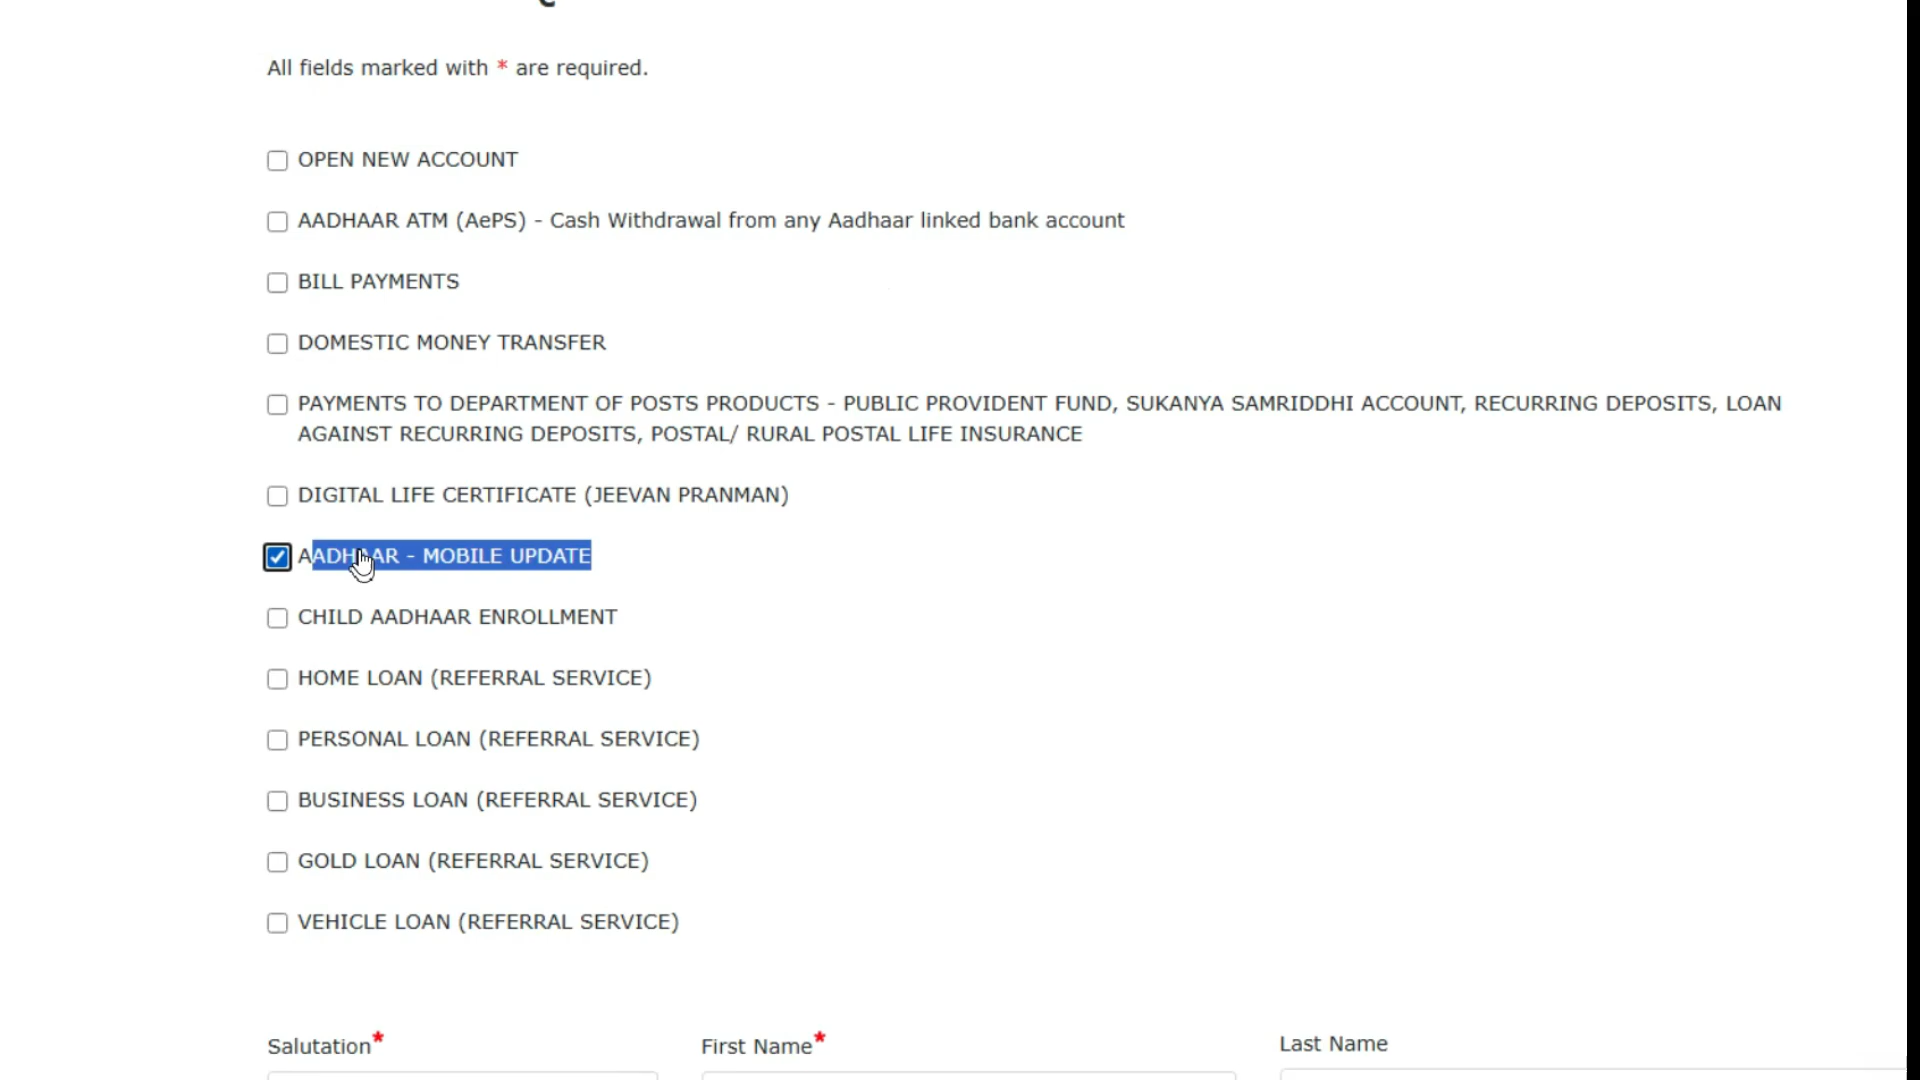 All fields marked with * are required.
OPEN NEW ACCOUNT
AADHAAR ATM (AePS) - Cash Withdrawal from any Aadhaar linked bank account
BILL PAYMENTS
DOMESTIC MONEY TRANSFER
PAYMENTS TO DEPARTMENT OF POSTS PRODUCTS - PUBLIC PROVIDENT FUND, SUKANYA SAMRIDDHI ACCOUNT, RECURRING DEPOSITS, LOAN
AGAINST RECURRING DEPOSITS, POSTAL/ RURAL POSTAL LIFE INSURANCE
DIGITAL LIFE CERTIFICATE (JEEVAN PRANMAN)
AADHAAR - MOBILE UPDATE
CHILD AADHAAR ENROLLMENT
HOME LOAN (REFERRAL SERVICE)
PERSONAL LOAN (REFERRAL SERVICE)
BUSINESS LOAN (REFERRAL SERVICE)
GOLD LOAN (REFERRAL SERVICE)
VEHICLE LOAN (REFERRAL SERVICE)
Salutation* First Name* Last Name